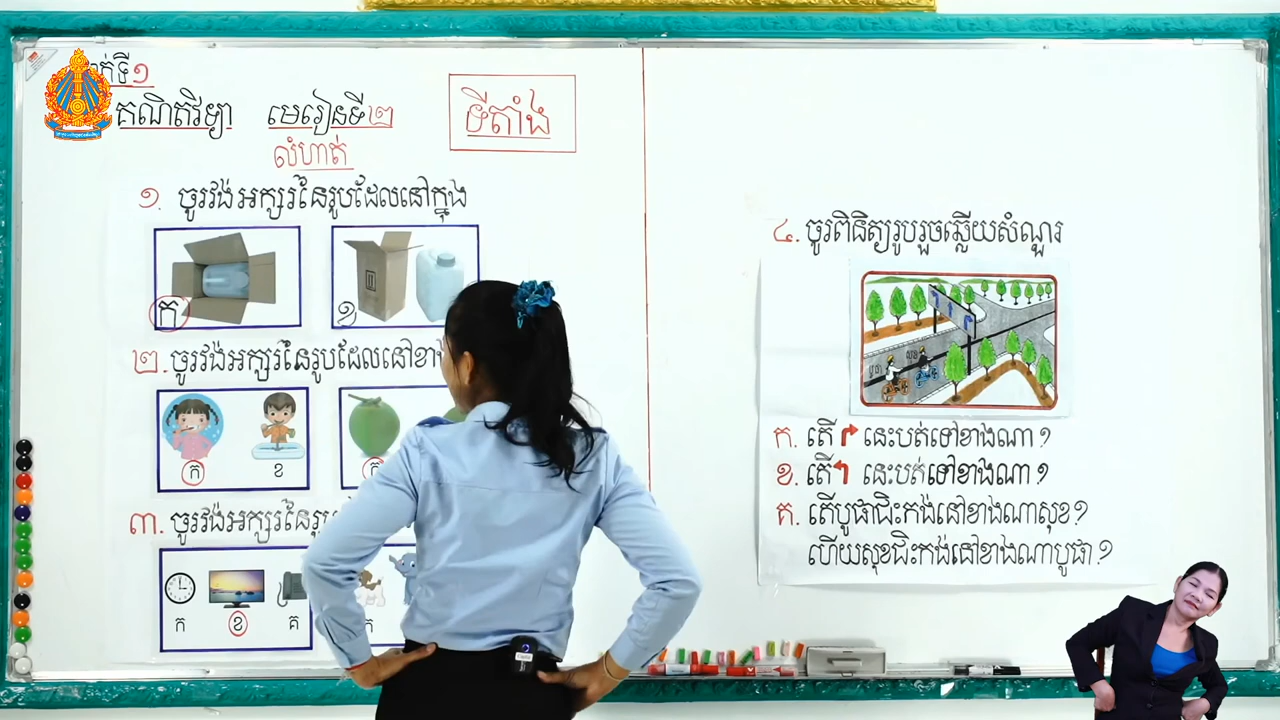 ទី១
គណិតវិទ្យា មេរៀនទី២
ទីតាំង
លំហាត់
១. ចូរវង់អក្សរនៃរូបដែលនៅក្នុង
ក ខ
២. ចូរវង់អក្សរនៃរូបដែលនៅខាង
ក ខ ក
៣. ចូរវង់អក្សរនៃរូប
ក ខ គ ក
៤. ចូរពិនិត្យរូបរួចឆ្លើយសំណួរ
បូផា សុខ
ក. តើ នេះបត់ទៅខាងណា?
ខ. តើ នេះបត់ទៅខាងណា?
គ. តើបូផាជិះកង់នៅខាងណាសុខ?
ហើយសុខជិះកង់នៅខាងណាបូផា?